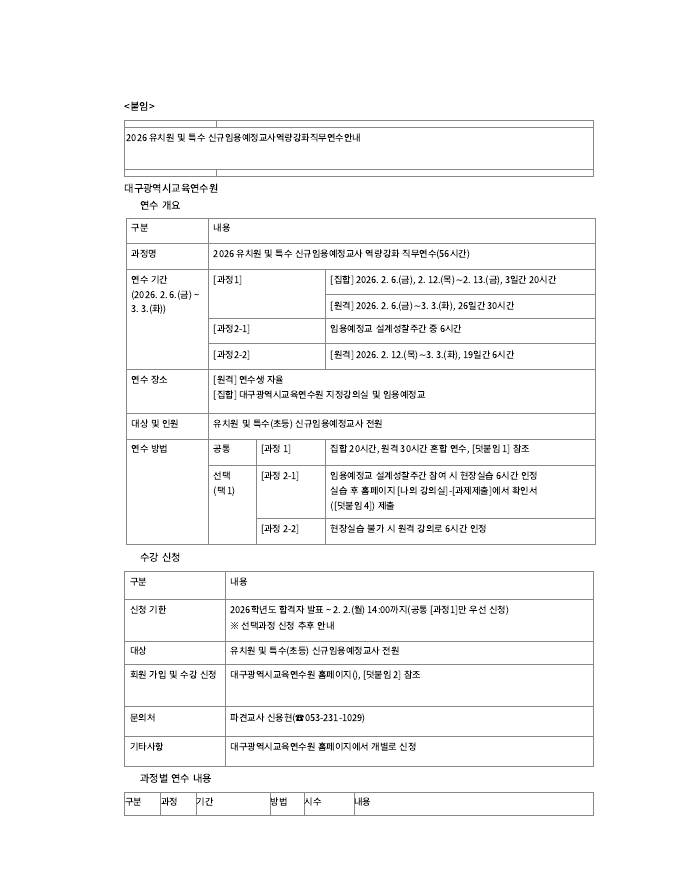 <붙임>
2026 유치원 및 특수 신규임용예정교사역량강화직무연수안내
대구광역시교육연수원
연수 개요
구분 내용
과정명 2026 유치원 및 특수 신규임용예정교사 역량강화 직무연수(56시간)
연수 기간
(2026. 2. 6.(금) ~
3. 3.(화))
[과정1] [집합] 2026. 2. 6.(금), 2. 12.(목) ~ 2. 13.(금), 3일간 20시간
[원격] 2026. 2. 6.(금) ~ 3. 3.(화), 26일간 30시간
[과정2-1] 임용예정교 설계성찰주간 중 6시간
[과정2-2] [원격] 2026. 2. 12.(목) ~ 3. 3.(화), 19일간 6시간
연수 장소 [원격] 연수생 자율
[집합] 대구광역시교육연수원 지정강의실 및 임용예정교
대상 및 인원 유치원 및 특수(초등) 신규임용예정교사 전원
연수 방법 공통 [과정 1] 집합 20시간, 원격 30시간 혼합 연수, [덧붙임 1] 참조
선택
(택 1)
[과정 2-1] 임용예정교 설계성찰주간 참여 시 현장실습 6시간 인정
실습 후 홈페이지 [나의 강의실]-[과제제출]에서 확인서
([덧붙임 4]) 제출
[과정 2-2] 현장실습 불가 시 원격 강의로 6시간 인정
수강 신청
구분 내용
신청 기한 2026학년도 합격자 발표 ~ 2. 2.(월) 14:00까지(공통 [과정1]만 우선 신청)
※ 선택과정 신청 추후 안내
대상 유치원 및 특수(초등) 신규임용예정교사 전원
회원 가입 및 수강 신청 대구광역시교육연수원 홈페이지(), [덧붙임 2] 참조
문의처 파견교사 신용현(☎053-231-1029)
기타사항 대구광역시교육연수원 홈페이지에서 개별로 신청
과정별 연수 내용
구분 과정 기간 방법 시수 내용